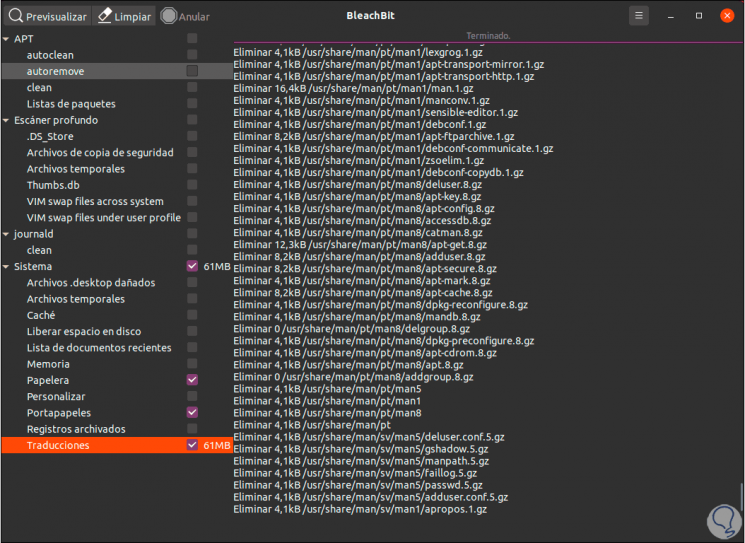 Previsualizar Limpiar Anular BleachBit
Terminado.
APT
autoclean
autoremove
clean
Listas de paquetes
Escáner profundo
.DS_Store
Archivos de copia de seguridad
Archivos temporales
Thumbs.db
VIM swap files across system
VIM swap files under user profile
journald
clean
Sistema 61MB
Archivos .desktop dañados
Archivos temporales
Caché
Liberar espacio en disco
Lista de documentos recientes
Memoria
Papelera
Personalizar
Portapapeles
Registros archivados
Traducciones 61MB
Eliminar 4,1kB /usr/share/man/pt/man1/lexgrog.1.gz
Eliminar 4,1kB /usr/share/man/pt/man1/apt-transport-mirror.1.gz
Eliminar 4,1kB /usr/share/man/pt/man1/apt-transport-http.1.gz
Eliminar 16,4kB /usr/share/man/pt/man1/man.1.gz
Eliminar 4,1kB /usr/share/man/pt/man1/manconv.1.gz
Eliminar 4,1kB /usr/share/man/pt/man1/sensible-editor.1.gz
Eliminar 4,1kB /usr/share/man/pt/man1/debconf.1.gz
Eliminar 8,2kB /usr/share/man/pt/man1/apt-ftparchive.1.gz
Eliminar 4,1kB /usr/share/man/pt/man1/debconf-communicate.1.gz
Eliminar 4,1kB /usr/share/man/pt/man1/zsoelim.1.gz
Eliminar 4,1kB /usr/share/man/pt/man1/debconf-copydb.1.gz
Eliminar 4,1kB /usr/share/man/pt/man8/deluser.8.gz
Eliminar 4,1kB /usr/share/man/pt/man8/apt-key.8.gz
Eliminar 4,1kB /usr/share/man/pt/man8/apt-config.8.gz
Eliminar 4,1kB /usr/share/man/pt/man8/accessdb.8.gz
Eliminar 4,1kB /usr/share/man/pt/man8/catman.8.gz
Eliminar 12,3kB /usr/share/man/pt/man8/apt-get.8.gz
Eliminar 8,2kB /usr/share/man/pt/man8/adduser.8.gz
Eliminar 8,2kB /usr/share/man/pt/man8/apt-secure.8.gz
Eliminar 4,1kB /usr/share/man/pt/man8/apt-mark.8.gz
Eliminar 8,2kB /usr/share/man/pt/man8/apt-cache.8.gz
Eliminar 4,1kB /usr/share/man/pt/man8/dpkg-reconfigure.8.gz
Eliminar 4,1kB /usr/share/man/pt/man8/mandb.8.gz
Eliminar 0 /usr/share/man/pt/man8/delgroup.8.gz
Eliminar 4,1kB /usr/share/man/pt/man8/dpkg-preconfigure.8.gz
Eliminar 4,1kB /usr/share/man/pt/man8/apt-cdrom.8.gz
Eliminar 4,1kB /usr/share/man/pt/man8/apt.8.gz
Eliminar 0 /usr/share/man/pt/man8/addgroup.8.gz
Eliminar 4,1kB /usr/share/man/pt/man5
Eliminar 4,1kB /usr/share/man/pt/man1
Eliminar 4,1kB /usr/share/man/pt/man8
Eliminar 4,1kB /usr/share/man/pt
Eliminar 4,1kB /usr/share/man/sv/man5/deluser.conf.5.gz
Eliminar 4,1kB /usr/share/man/sv/man5/gshadow.5.gz
Eliminar 4,1kB /usr/share/man/sv/man5/manpath.5.gz
Eliminar 4,1kB /usr/share/man/sv/man5/faillog.5.gz
Eliminar 4,1kB /usr/share/man/sv/man5/passwd.5.gz
Eliminar 4,1kB /usr/share/man/sv/man5/adduser.conf.5.gz
Eliminar 4,1kB /usr/share/man/sv/man1/apropos.1.gz